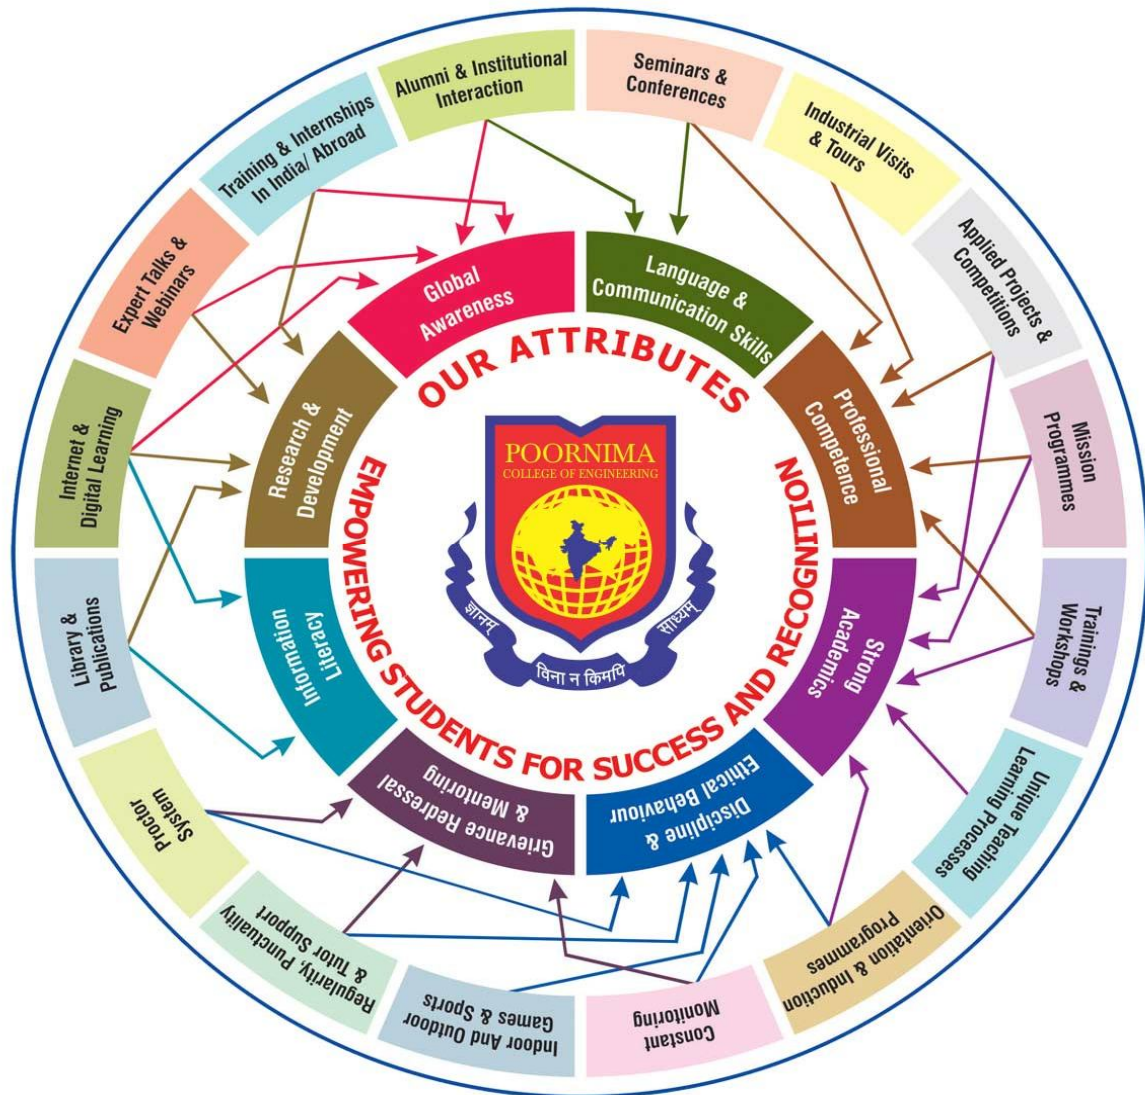 Alumni & Institutional
Interaction
Seminars &
Conferences
Industrial Visits
& Tours
Applied Projects &
Competitions
Mission
Programmes
Trainings &
Workshops
Unique Teaching
Learning Processes
Orientation & Induction
Programmes
Constant
Monitoring
Indoor And Outdoor
Games & Sports
Regularity, Punctuality
& Tutor Support
Proctor
System
Library &
Publications
Internet &
Digital Learning
Expert Talks &
Webinars
Training & Internships
In India/ Abroad
Global
Awareness
Language &
Communication Skills
Professional
Competence
Strong
Academics
Discipline &
Ethical Behaviour
Grievance Redressal
& Mentoring
Information
Literacy
Research &
Development
OUR ATTRIBUTES
EMPOWERING STUDENTS FOR SUCCESS AND RECOGNITION
POORNIMA
COLLEGE OF ENGINEERING
ज्ञानम्
विना न किमपि
साध्यम्